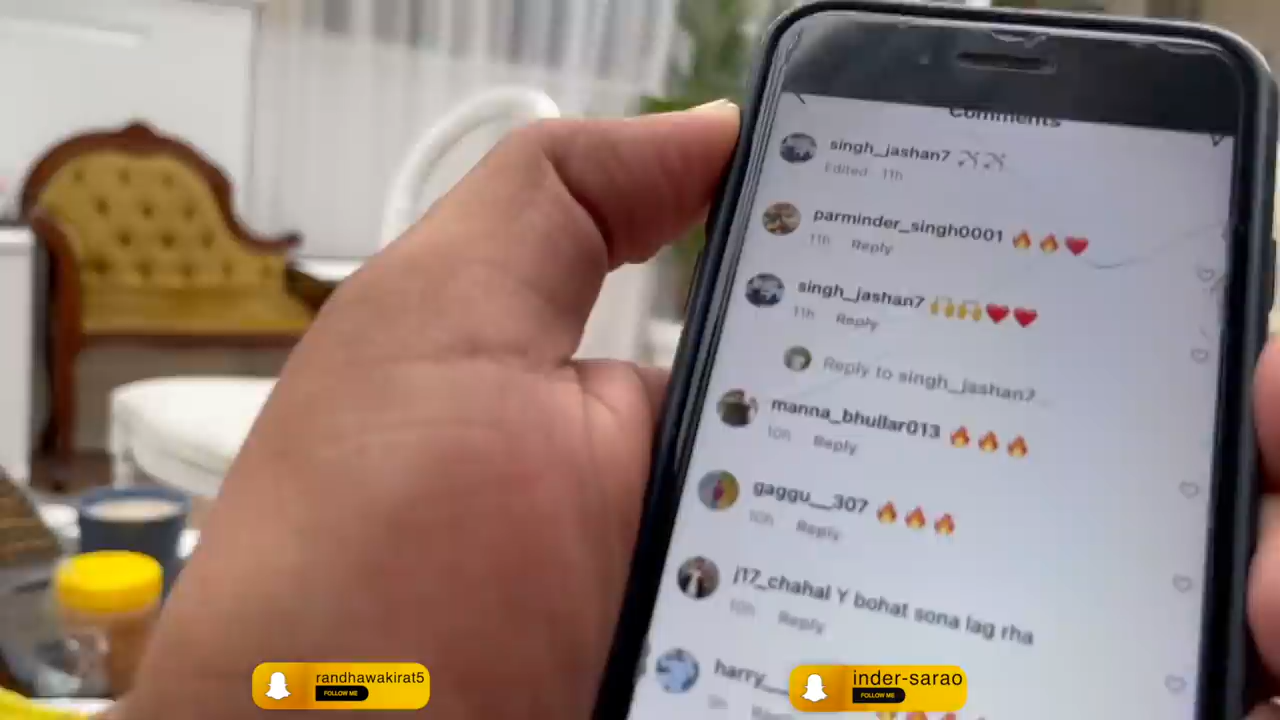 Comments
singh_jashan7
Edited 11h
parminder_singh0001 🔥🔥❤️
11h Reply
singh_jashan7 🙌🙌❤️❤️
11h Reply
Reply to singh_jashan7...
manna_bhullar013 🔥🔥🔥
10h Reply
gaggu__307 🔥🔥🔥
10h Reply
j17_chahal Y bohat sona lag rha
10h Reply
harry__
randhawakirat5
FOLLOW ME
inder-sarao
FOLLOW ME